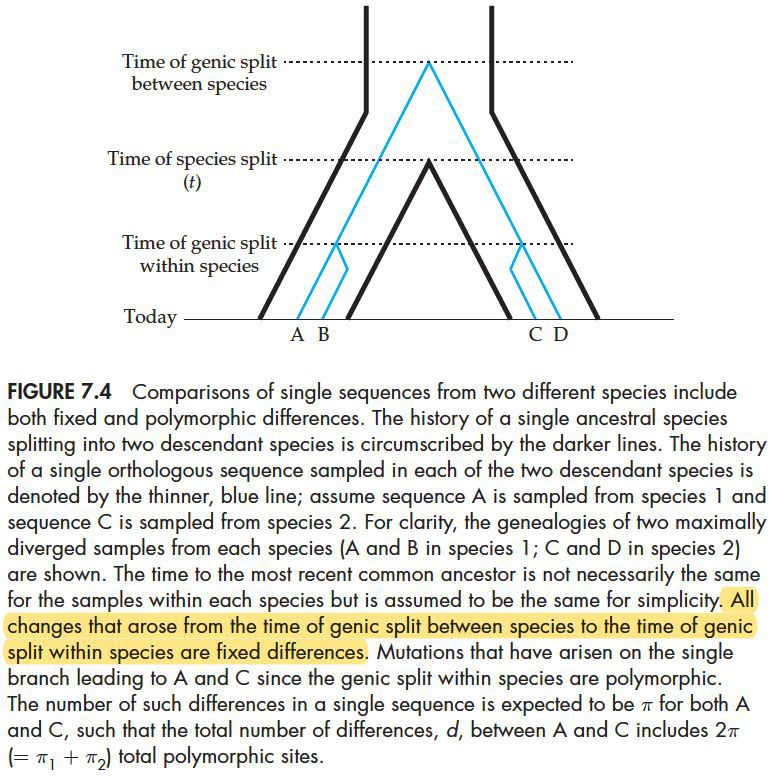 Time of genic split
between species
Time of species split
(t)
Time of genic split
within species
Today
A B
C D
FIGURE 7.4 Comparisons of single sequences from two different species include
both fixed and polymorphic differences. The history of a single ancestral species
splitting into two descendant species is circumscribed by the darker lines. The history
of a single orthologous sequence sampled in each of the two descendant species is
denoted by the thinner, blue line; assume sequence A is sampled from species 1 and
sequence C is sampled from species 2. For clarity, the genealogies of two maximally
diverged samples from each species (A and B in species 1; C and D in species 2)
are shown. The time to the most recent common ancestor is not necessarily the same
for the samples within each species but is assumed to be the same for simplicity. All
changes that arose from the time of genic split between species to the time of genic
split within species are fixed differences. Mutations that have arisen on the single
branch leading to A and C since the genic split within species are polymorphic.
The number of such differences in a single sequence is expected to be π for both A
and C, such that the total number of differences, d, between A and C includes 2π
(= π₁ + π₂) total polymorphic sites.